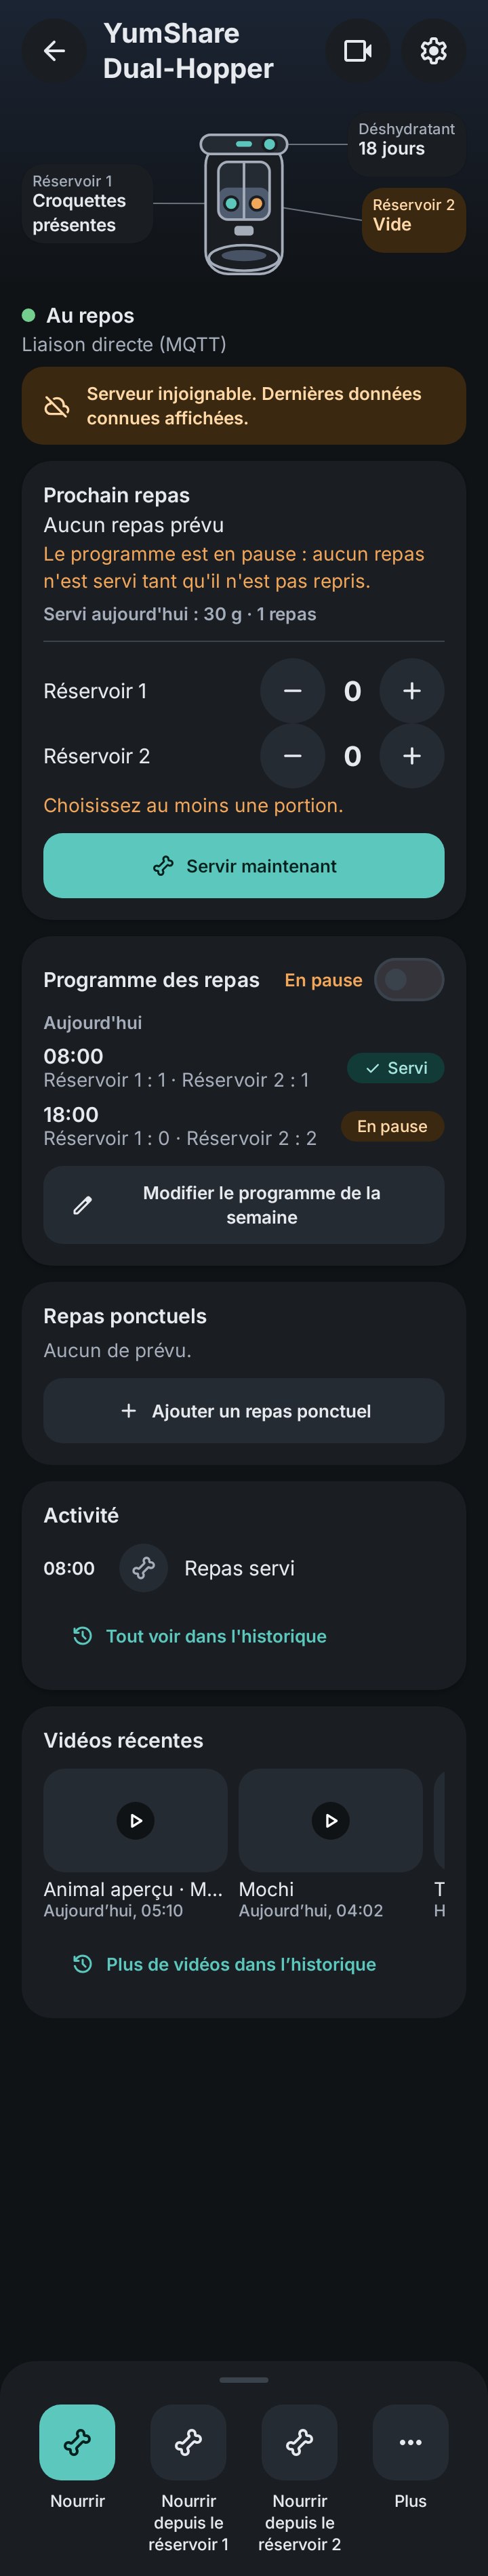 YumShare
Dual-Hopper
Déshydratant
18 jours
Réservoir 1
Croquettes
présentes
Réservoir 2
Vide
Au repos
Liaison directe (MQTT)
Serveur injoignable. Dernières données
connues affichées.
Prochain repas
Aucun repas prévu
Le programme est en pause : aucun repas
n'est servi tant qu'il n'est pas repris.
Servi aujourd'hui : 30 g · 1 repas
Réservoir 1
0
Réservoir 2
0
Choisissez au moins une portion.
Servir maintenant
Programme des repas
En pause
Aujourd'hui
08:00
Réservoir 1 : 1 · Réservoir 2 : 1
Servi
18:00
Réservoir 1 : 0 · Réservoir 2 : 2
En pause
Modifier le programme de la
semaine
Repas ponctuels
Aucun de prévu.
Ajouter un repas ponctuel
Activité
08:00
Repas servi
Tout voir dans l'historique
Vidéos récentes
Animal aperçu · M...
Aujourd’hui, 05:10
Mochi
Aujourd’hui, 04:02
T
H
Plus de vidéos dans l’historique
Nourrir
Nourrir
depuis le
réservoir 1
Nourrir
depuis le
réservoir 2
Plus